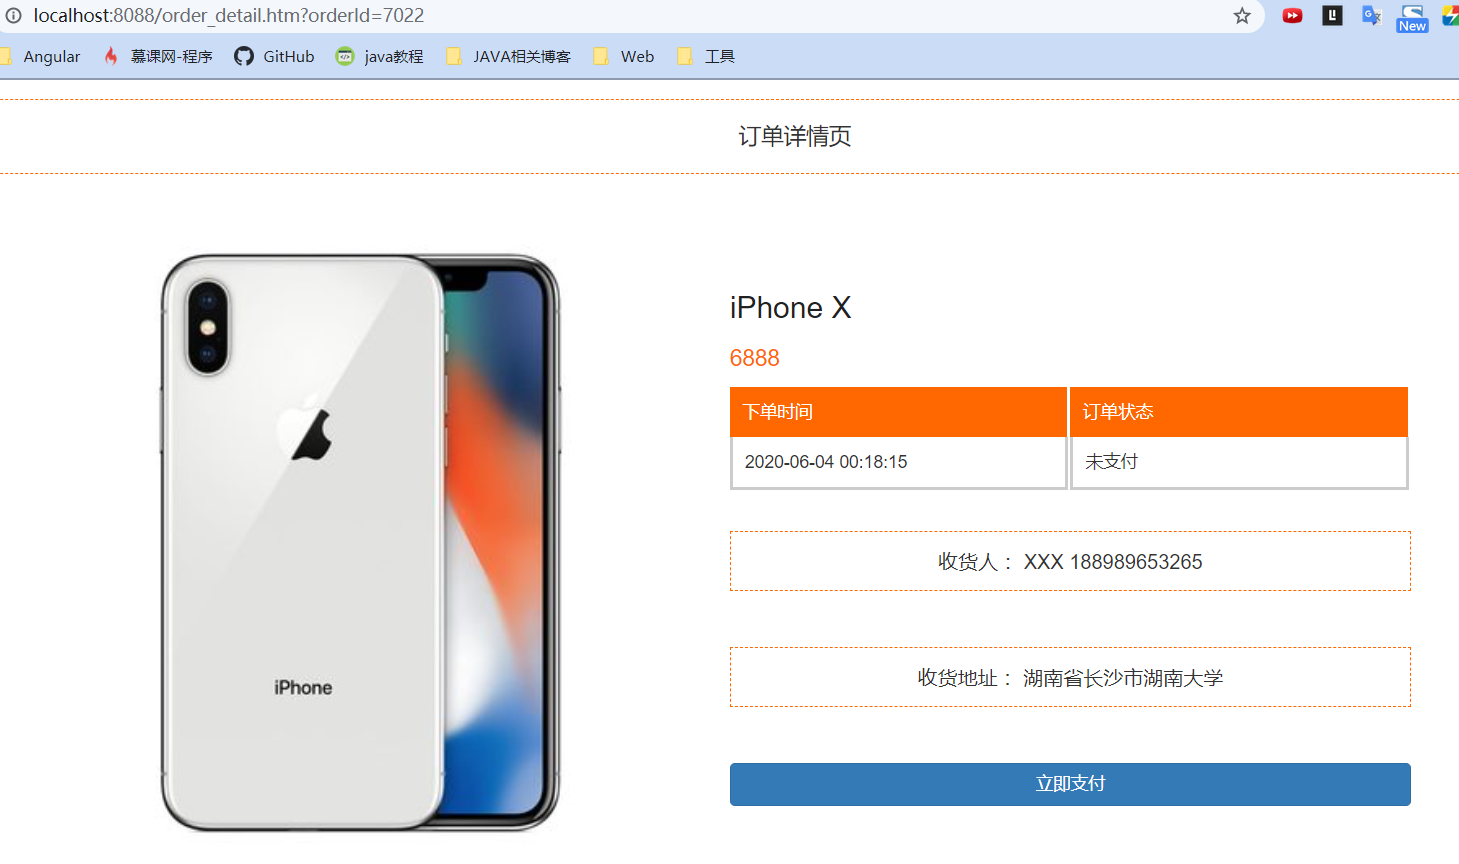 localhost:8088/order_detail.htm?orderId=7022
New
Angular
慕课网-程序
GitHub
java教程
JAVA相关博客
Web
工具
订单详情页
iPhone X
6888
下单时间 订单状态
2020-06-04 00:18:15 未支付
收货人： XXX 188989653265
收货地址： 湖南省长沙市湖南大学
iPhone
立即支付